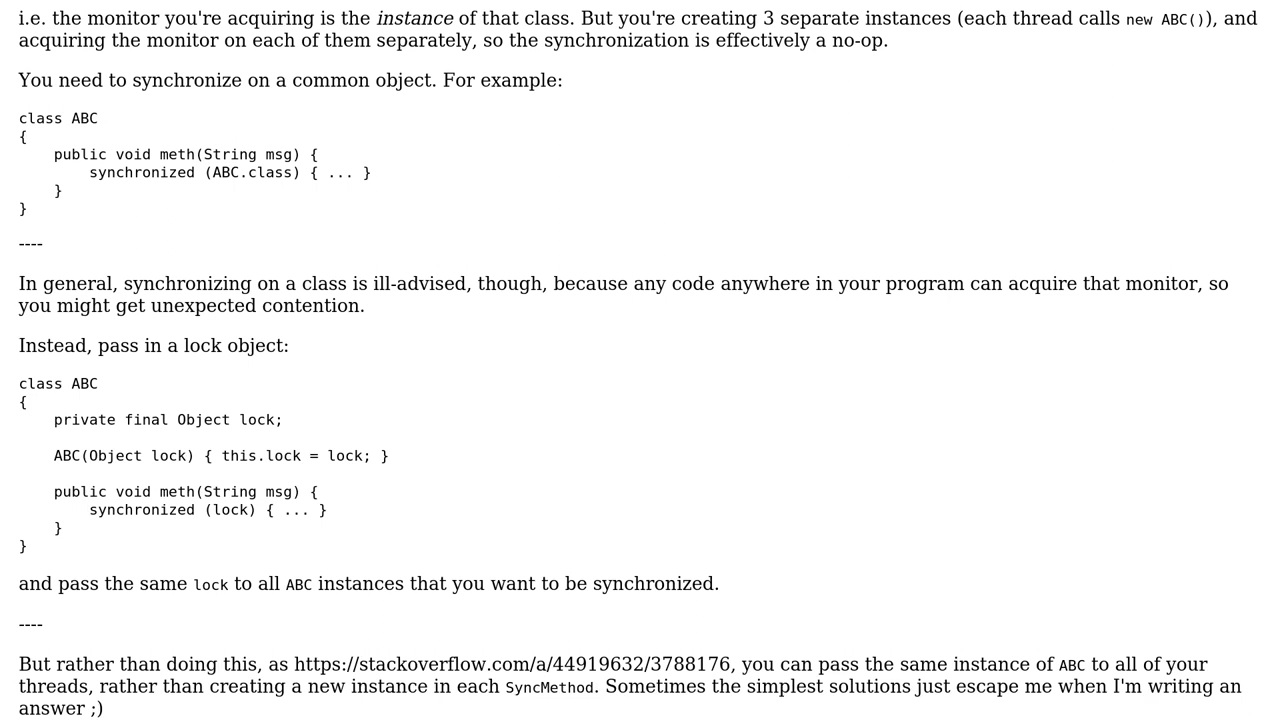 i.e. the monitor you're acquiring is the instance of that class. But you're creating 3 separate instances (each thread calls new ABC()), and
acquiring the monitor on each of them separately, so the synchronization is effectively a no-op.
You need to synchronize on a common object. For example:
class ABC
{
    public void meth(String msg) {
        synchronized (ABC.class) { ... }
    }
}
----
In general, synchronizing on a class is ill-advised, though, because any code anywhere in your program can acquire that monitor, so
you might get unexpected contention.
Instead, pass in a lock object:
class ABC
{
    private final Object lock;
    ABC(Object lock) { this.lock = lock; }
    public void meth(String msg) {
        synchronized (lock) { ... }
    }
}
and pass the same lock to all ABC instances that you want to be synchronized.
----
But rather than doing this, as https://stackoverflow.com/a/44919632/3788176, you can pass the same instance of ABC to all of your
threads, rather than creating a new instance in each SyncMethod. Sometimes the simplest solutions just escape me when I'm writing an
answer ;)